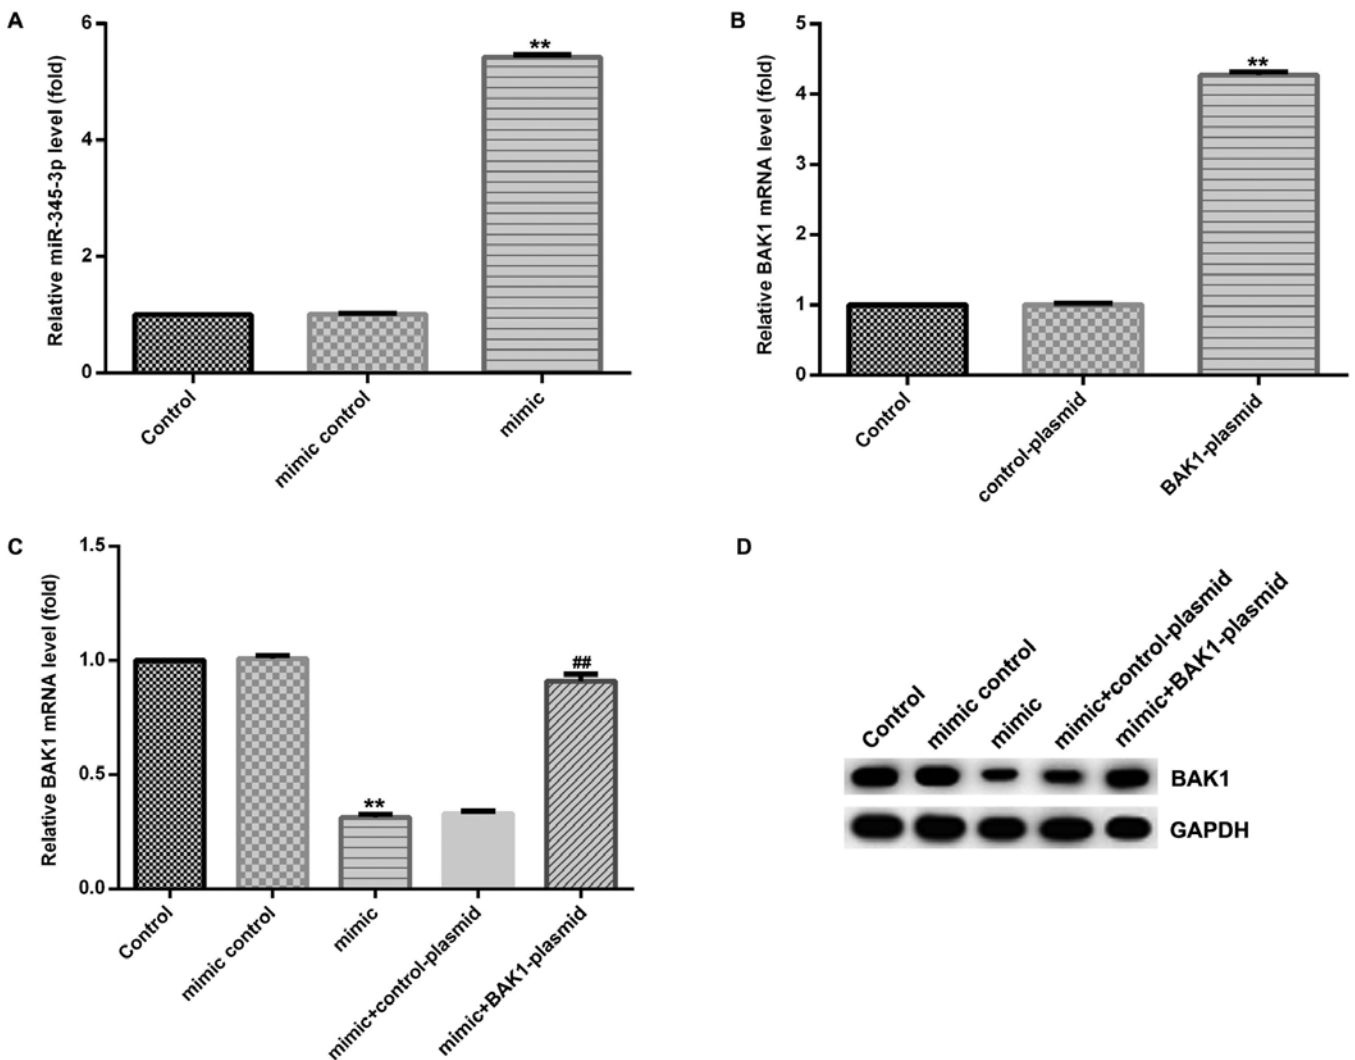 A
Relative miR-345-3p level (fold)
6
4
2
0
**
Control
mimic control
mimic
B
Relative BAK1 mRNA level (fold)
5
4
3
2
1
0
**
Control
control-plasmid
BAK1-plasmid
C
Relative BAK1 mRNA level (fold)
1.5
1.0
0.5
0.0
**
##
Control
mimic control
mimic
mimic+control-plasmid
mimic+BAK1-plasmid
D
Control
mimic control
mimic
mimic+control-plasmid
mimic+BAK1-plasmid
BAK1
GAPDH